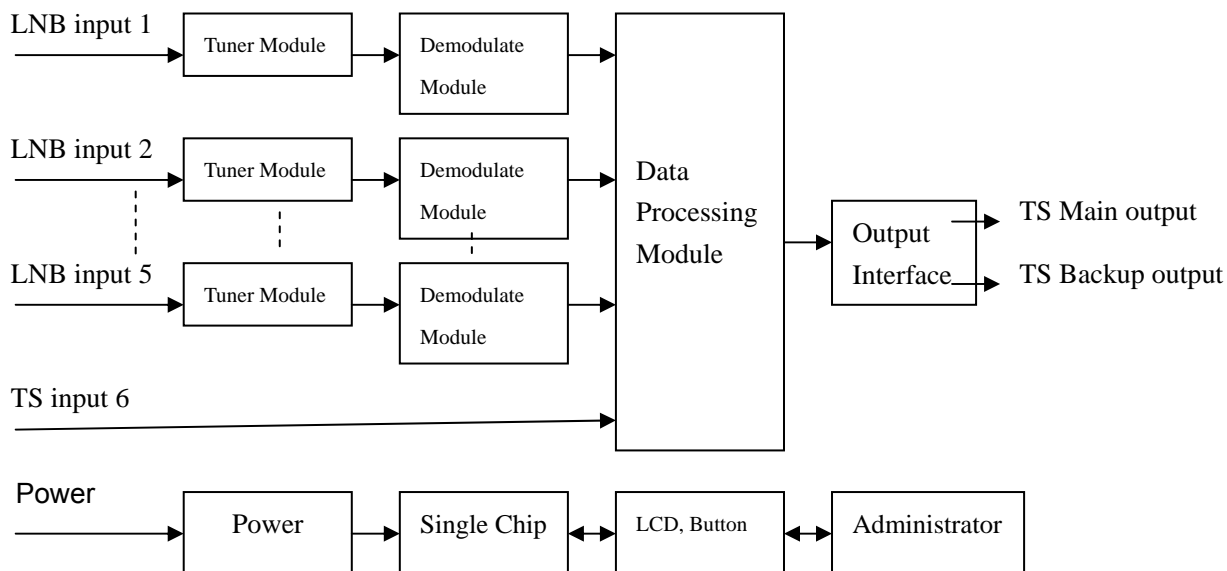 LNB input 1
Tuner Module
Demodulate
Module
LNB input 2
Tuner Module
Demodulate
Module
LNB input 5
Tuner Module
Demodulate
Module
TS input 6
Data
Processing
Module
Output
Interface
TS Main output
TS Backup output
Power
Power
Single Chip
LCD, Button
Administrator